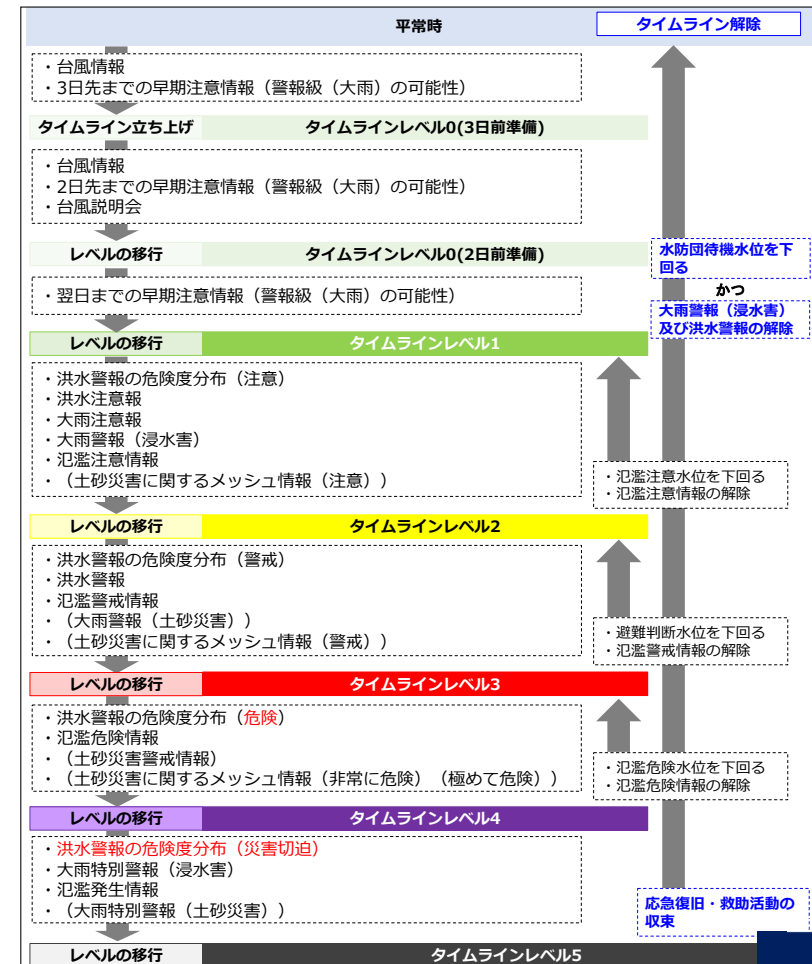 平常時
タイムライン解除
・台風情報
・3日先までの早期注意情報（警報級（大雨）の可能性）
タイムライン立ち上げ
タイムラインレベル0(3日前準備)
・台風情報
・2日先までの早期注意情報（警報級（大雨）の可能性）
・台風説明会
レベルの移行
タイムラインレベル0(2日前準備)
・翌日までの早期注意情報（警報級（大雨）の可能性）
水防団待機水位を下
回る
かつ
大雨警報（浸水害）
及び洪水警報の解除
レベルの移行
タイムラインレベル1
・洪水警報の危険度分布（注意）
・洪水注意報
・大雨注意報
・大雨警報（浸水害）
・氾濫注意情報
・（土砂災害に関するメッシュ情報（注意））
・氾濫注意水位を下回る
・氾濫注意情報の解除
レベルの移行
タイムラインレベル2
・洪水警報の危険度分布（警戒）
・洪水警報
・氾濫警戒情報
・（大雨警報（土砂災害））
・（土砂災害に関するメッシュ情報（警戒））
・避難判断水位を下回る
・氾濫警戒情報の解除
レベルの移行
タイムラインレベル3
・洪水警報の危険度分布（危険）
・氾濫危険情報
・（土砂災害警戒情報）
・（土砂災害に関するメッシュ情報（非常に危険）（極めて危険））
・氾濫危険水位を下回る
・氾濫危険情報の解除
レベルの移行
タイムラインレベル4
・洪水警報の危険度分布（災害切迫）
・大雨特別警報（浸水害）
・氾濫発生情報
・（大雨特別警報（土砂災害））
応急復旧・救助活動の
収束
レベルの移行
タイムラインレベル5